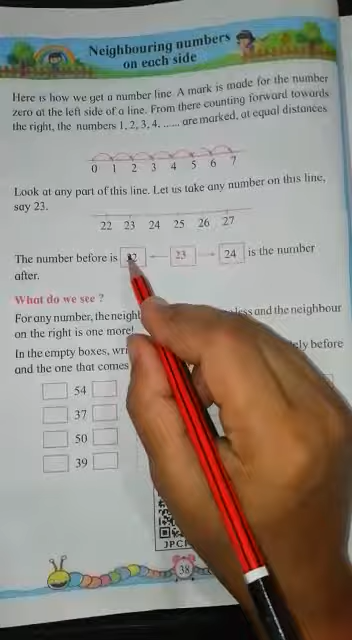 Neighbouring numbers
on each side
Here is how we get a number line. A mark is made for the number
zero at the left side of a line. From there counting forward towards
the right, the numbers 1, 2, 3, 4, ...... are marked, at equal distances.
0 1 2 3 4 5 6 7
Look at any part of this line. Let us take any number on this line,
say 23.
22 23 24 25 26 27
The number before is 22 ← 23 → 24 is the number
after.
What do we see ?
For any number, the less and the neighbour
on the right is one more!
In the empty boxes, before
and the one that comes
54
37
50
39
38